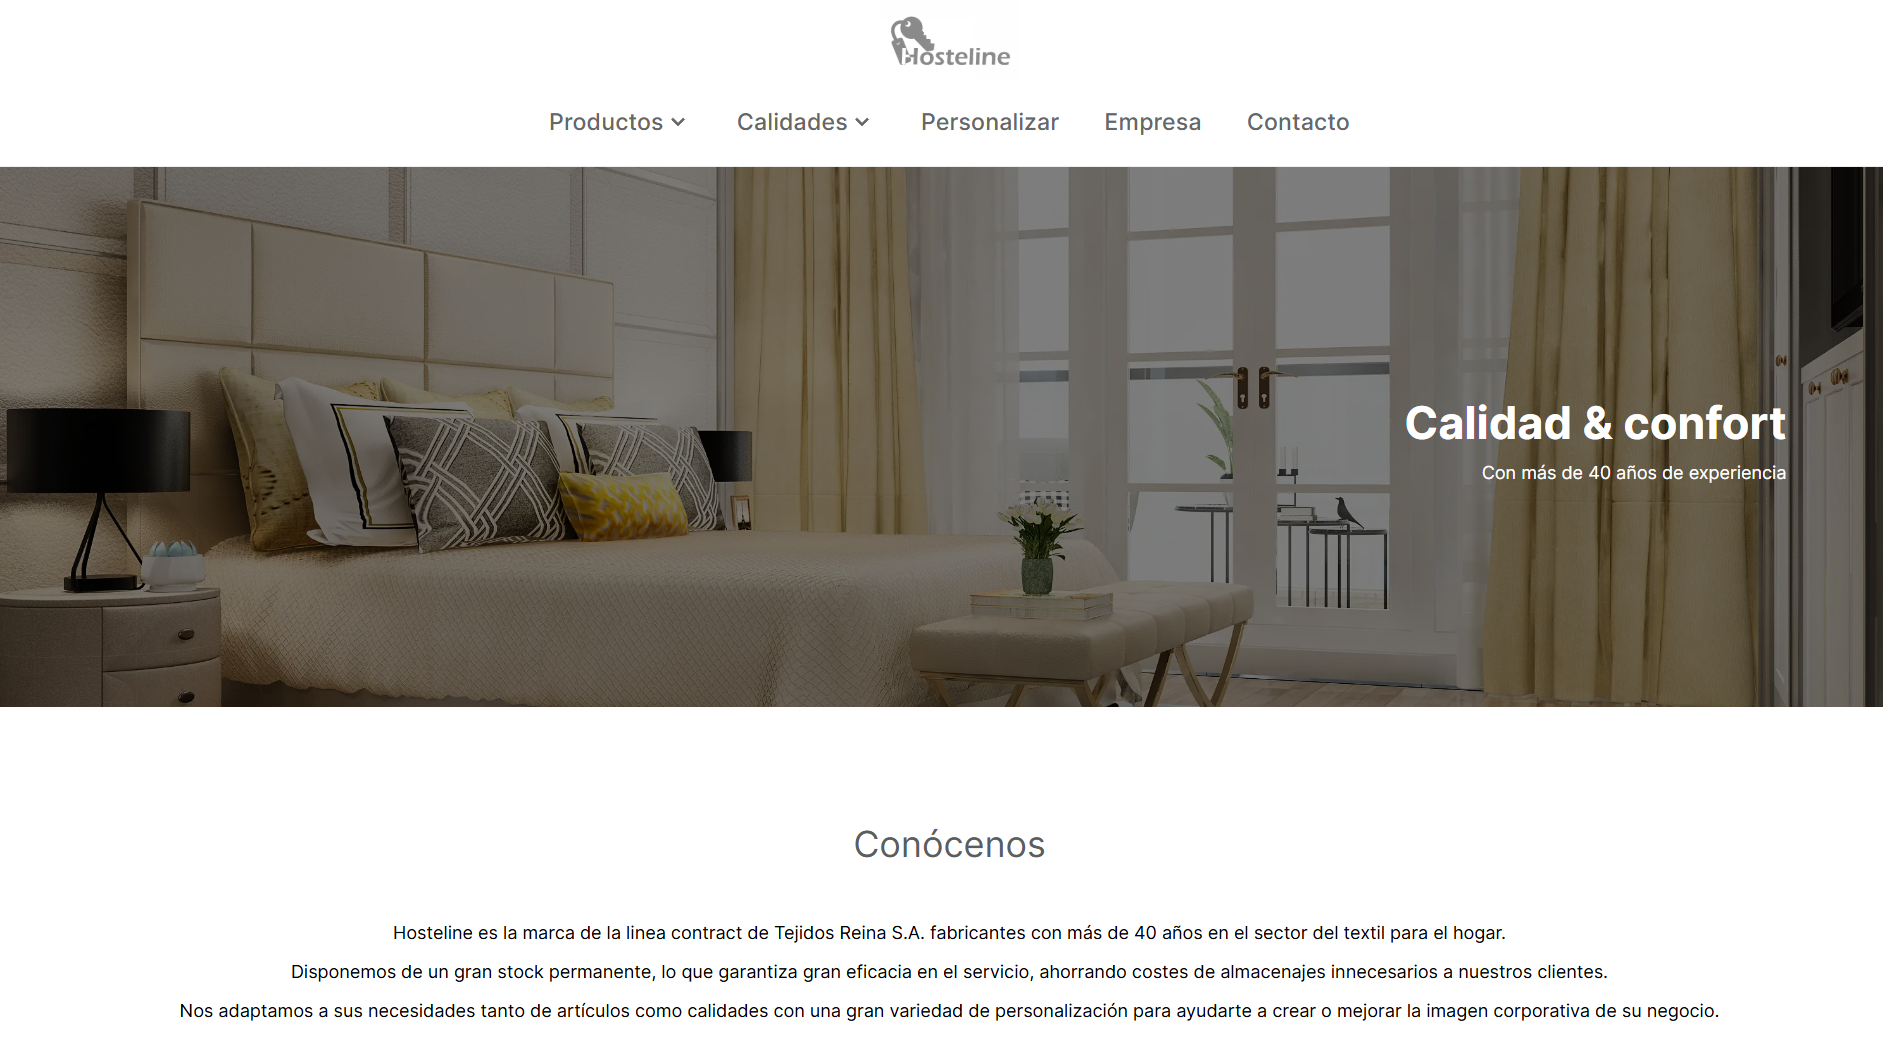 Hosteline
Productos Calidades Personalizar Empresa Contacto
Calidad & confort
Con más de 40 años de experiencia
Conócenos
Hosteline es la marca de la linea contract de Tejidos Reina S.A. fabricantes con más de 40 años en el sector del textil para el hogar.
Disponemos de un gran stock permanente, lo que garantiza gran eficacia en el servicio, ahorrando costes de almacenajes innecesarios a nuestros clientes.
Nos adaptamos a sus necesidades tanto de artículos como calidades con una gran variedad de personalización para ayudarte a crear o mejorar la imagen corporativa de su negocio.